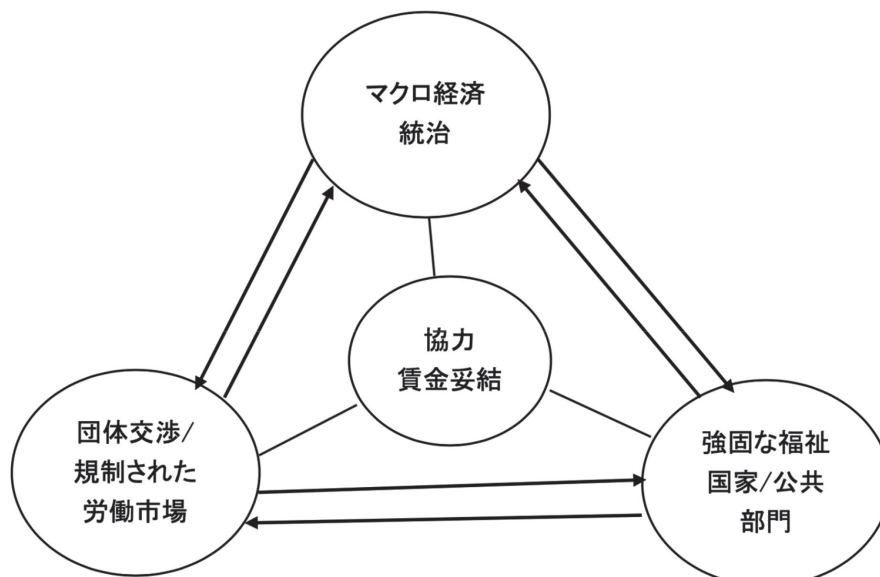 マクロ経済
統治
協力
賃金妥結
団体交渉/
規制された
労働市場
強固な福祉
国家/公共
部門